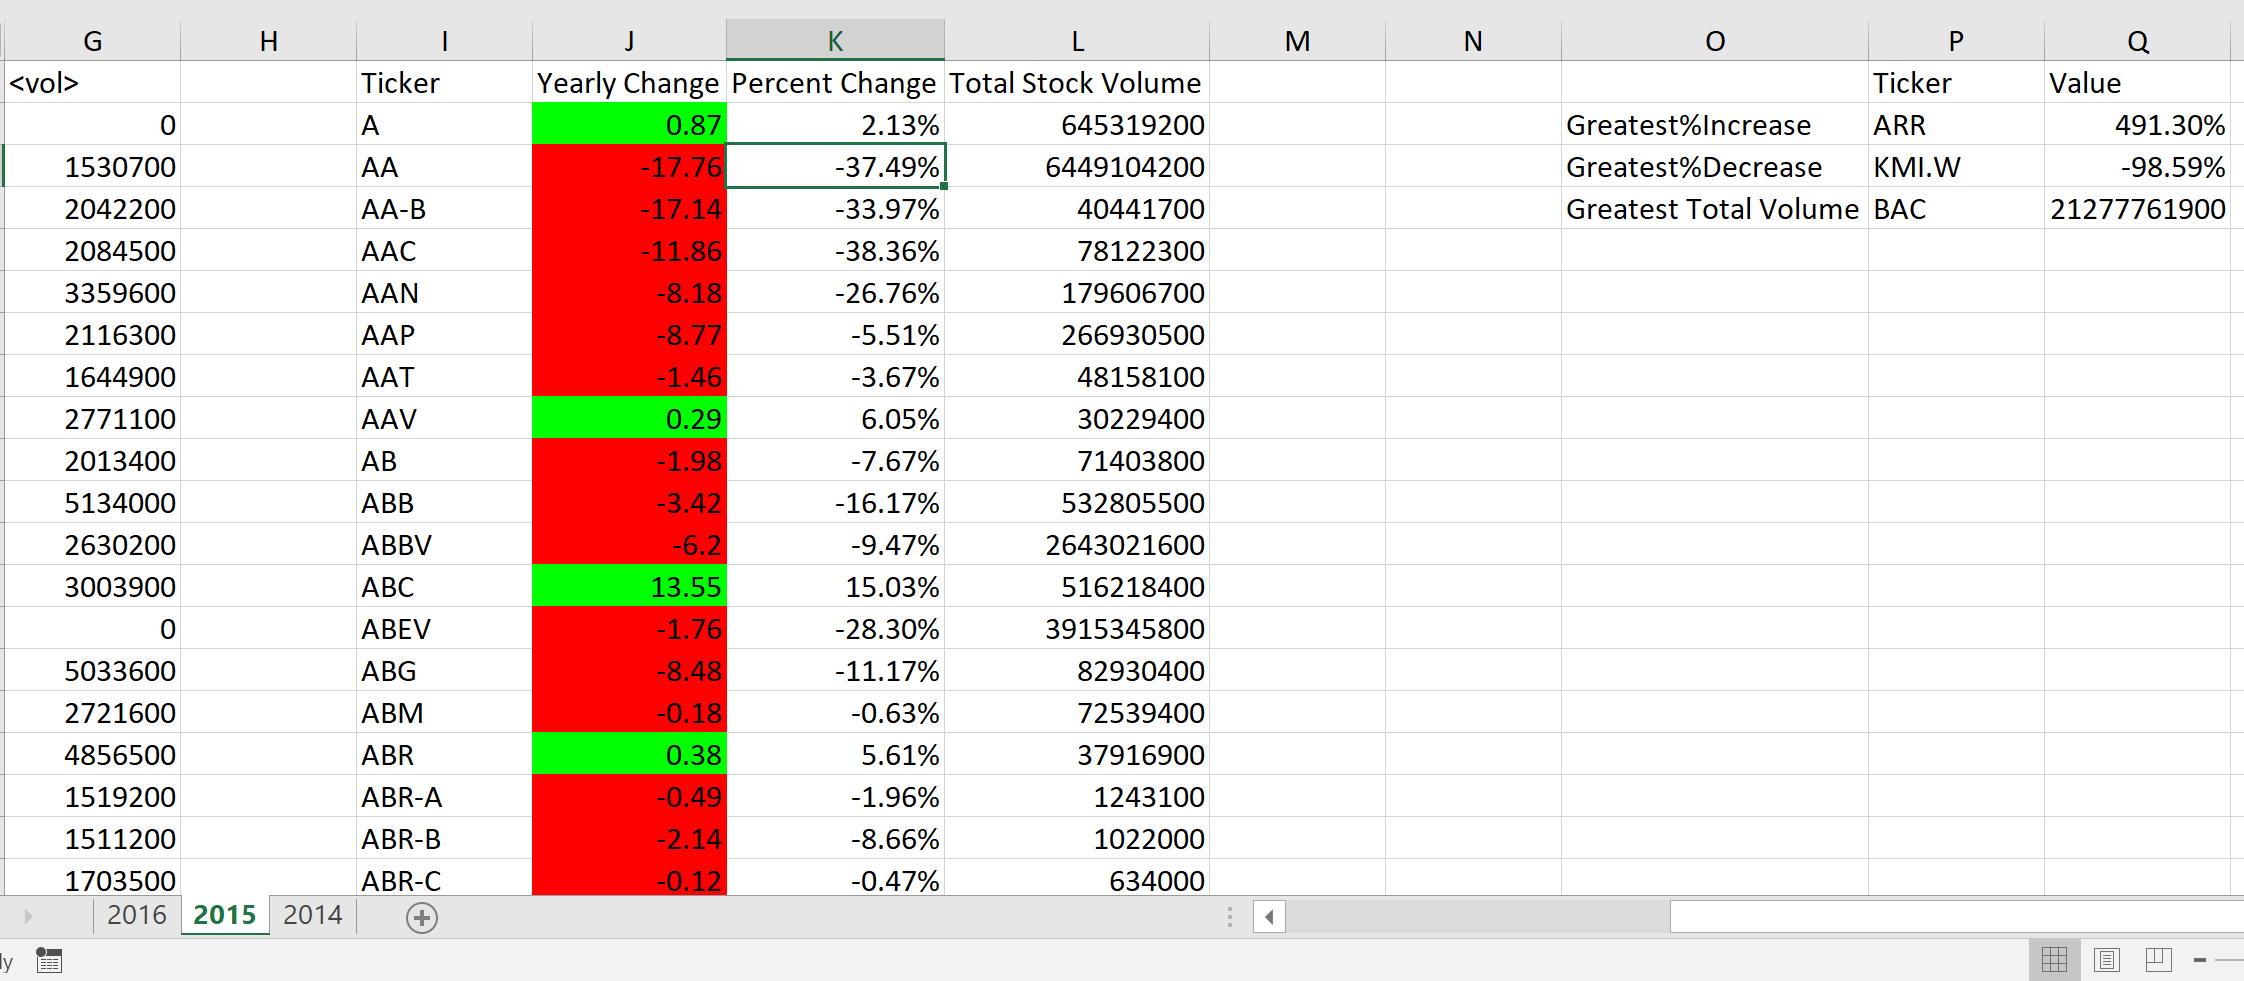 G H I J K L M N O P Q
<vol> Ticker Yearly Change Percent Change Total Stock Volume Ticker Value
0 A 0.87 2.13% 645319200 Greatest%Increase ARR 491.30%
1530700 AA -17.76 -37.49% 6449104200 Greatest%Decrease KMI.W -98.59%
2042200 AA-B -17.14 -33.97% 40441700 Greatest Total Volume BAC 21277761900
2084500 AAC -11.86 -38.36% 78122300
3359600 AAN -8.18 -26.76% 179606700
2116300 AAP -8.77 -5.51% 266930500
1644900 AAT -1.46 -3.67% 48158100
2771100 AAV 0.29 6.05% 30229400
2013400 AB -1.98 -7.67% 71403800
5134000 ABB -3.42 -16.17% 532805500
2630200 ABBV -6.2 -9.47% 2643021600
3003900 ABC 13.55 15.03% 516218400
0 ABEV -1.76 -28.30% 3915345800
5033600 ABG -8.48 -11.17% 82930400
2721600 ABM -0.18 -0.63% 72539400
4856500 ABR 0.38 5.61% 37916900
1519200 ABR-A -0.49 -1.96% 1243100
1511200 ABR-B -2.14 -8.66% 1022000
1703500 ABR-C -0.12 -0.47% 634000
2016 2015 2014